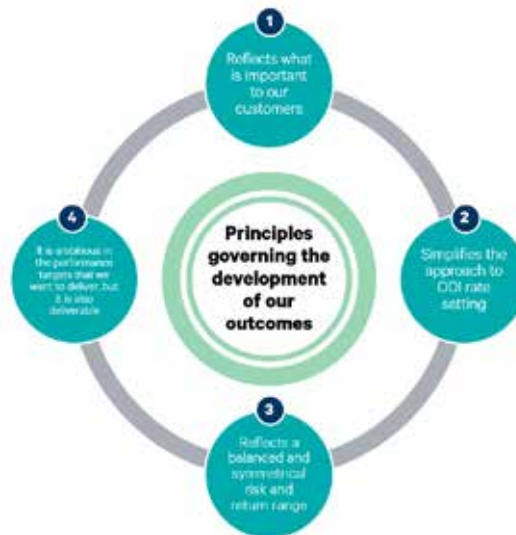 1
Reflects what
is important
to our
customers
2
Simplifies the
approach to
ODI rate
setting
3
Reflects a
balanced and
symmetrical
risk and
return range
4
It is ambitious in
the performance
targets that we
want to deliver, but
it is also
deliverable
Principles
governing the
development
of our
outcomes